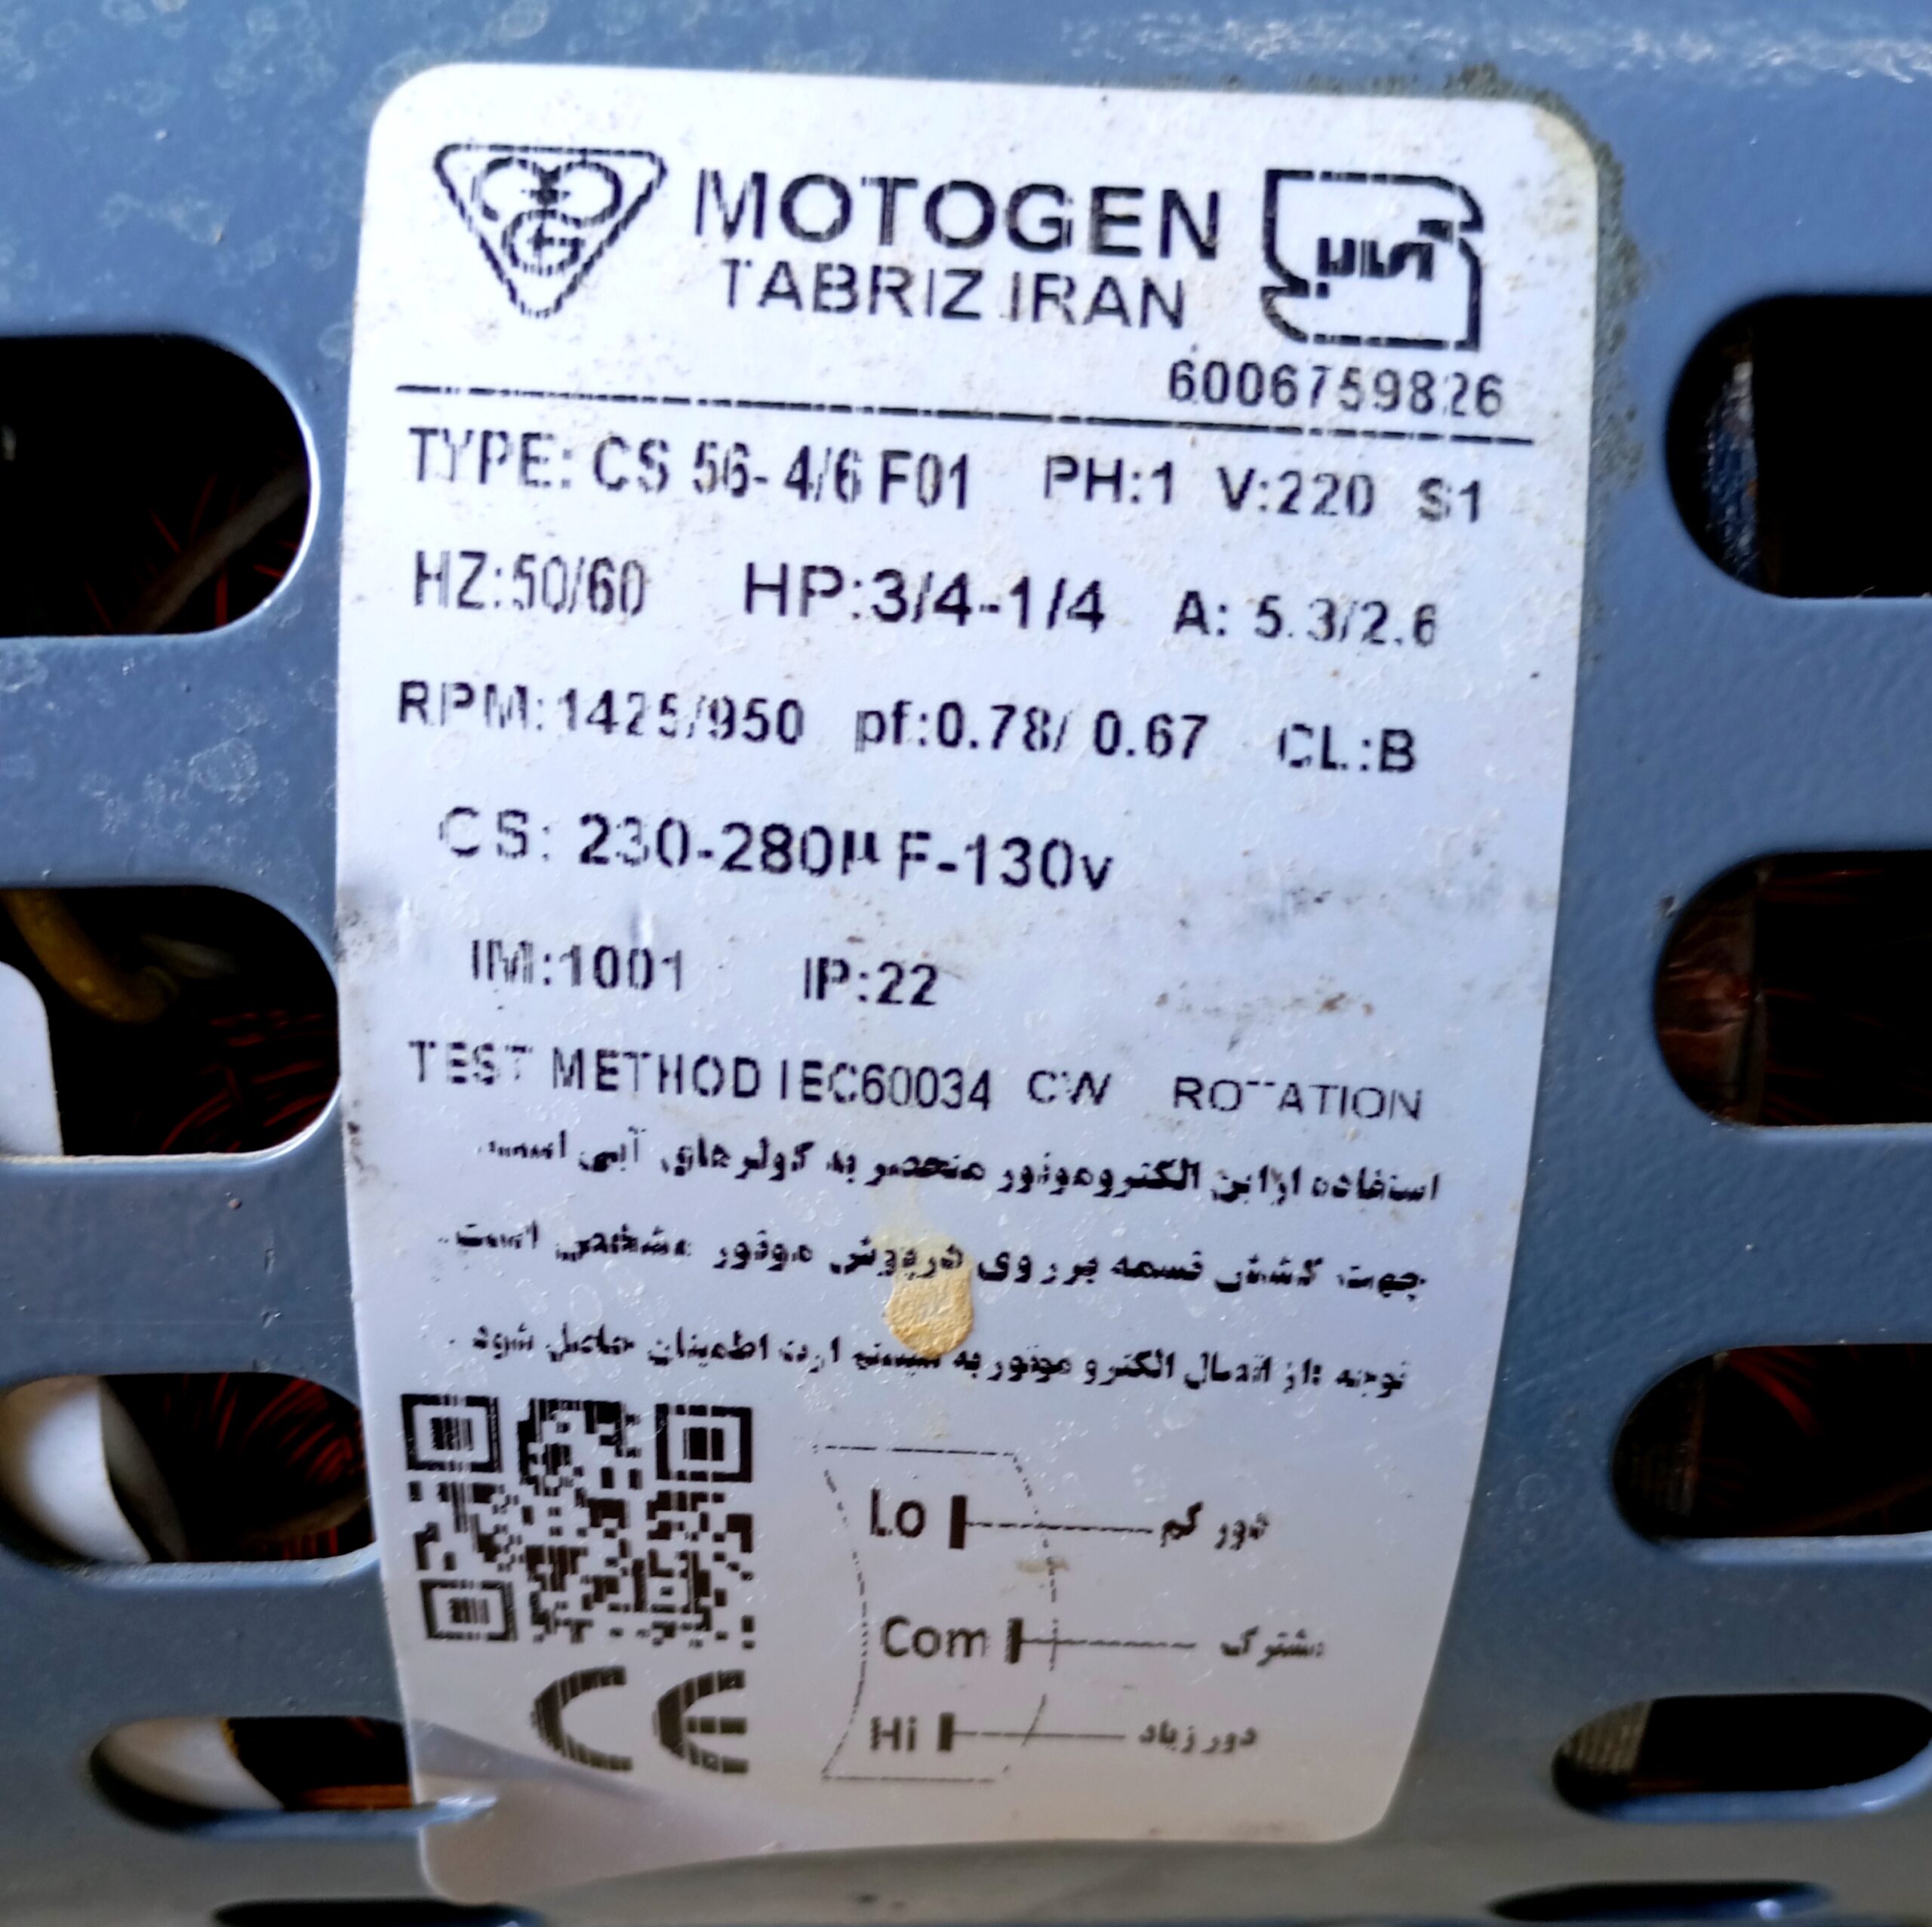 MOTOGEN
TABRIZ IRAN
6006759826
TYPE: CS 56-4/6 F01 PH:1 V:220 S1
HZ:50/60 HP:3/4-1/4 A: 5.3/2.6
RPM:1425/950 pf:0.78/ 0.67 CL.:B
CS: 230-280µF-130v
IM:1001 IP:22
TEST METHOD IEC60034 CW ROTATION
استفاده از این الکتروموتور منحصر به کولرهای آبی است.
جهت کشش تسمه بر روی درپوش موتور مشخص است.
توجه :از اتصال الکترو موتور به سیستم ارت اطمینان حاصل شود.
Lo دور کم
Com مشترک
Hi دور زیاد
CE